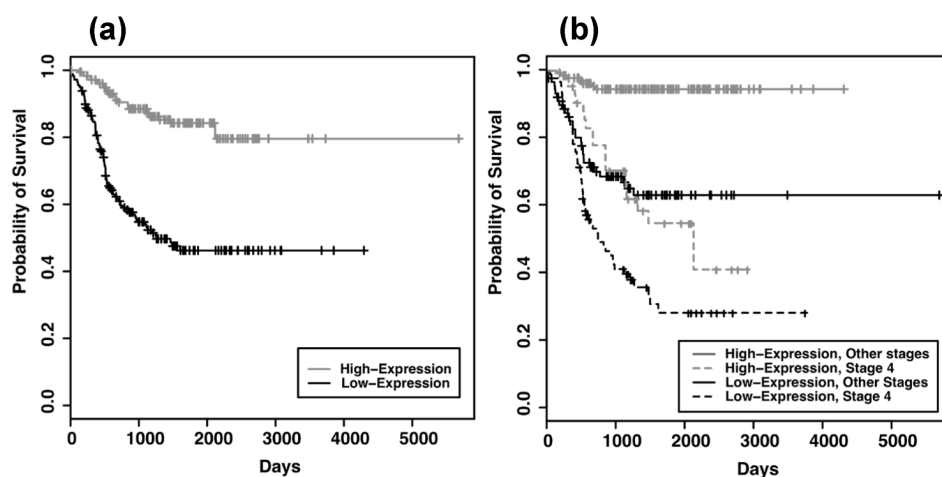 (a)
Probability of Survival
1.0
0.8
0.6
0.4
0.2
0.0
High−Expression
Low−Expression
0 1000 2000 3000 4000 5000
Days
(b)
Probability of Survival
1.0
0.8
0.6
0.4
0.2
0.0
High−Expression, Other stages
High−Expression, Stage 4
Low−Expression, Other Stages
Low−Expression, Stage 4
0 1000 2000 3000 4000 5000
Days